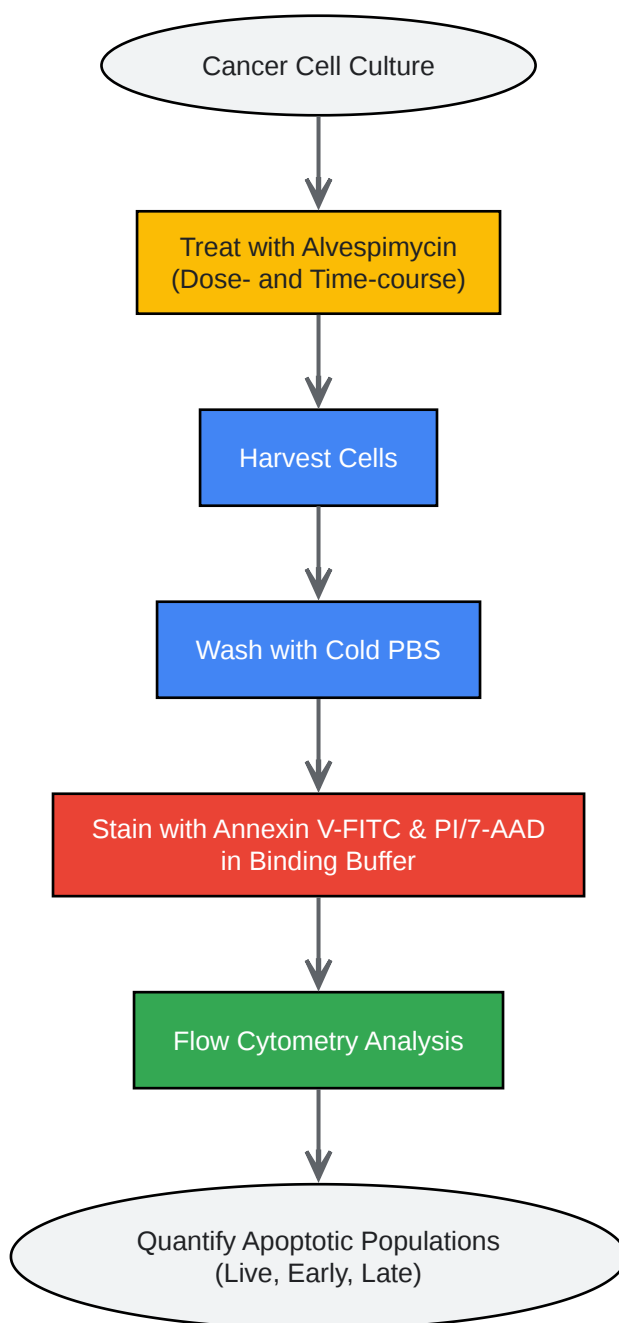 Cancer Cell Culture
Treat with Alvespimycin
(Dose- and Time-course)
Harvest Cells
Wash with Cold PBS
Stain with Annexin V-FITC & PI/7-AAD
in Binding Buffer
Flow Cytometry Analysis
Quantify Apoptotic Populations
(Live, Early, Late)